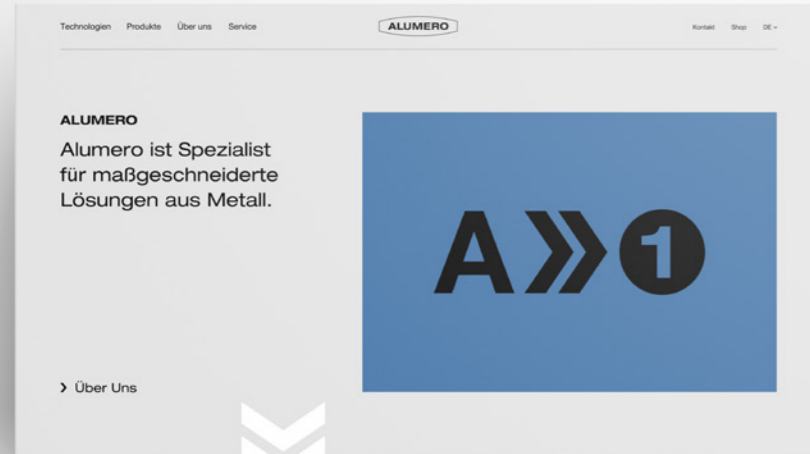 Technologien Produkte Über uns Service
ALUMERO
Kontakt Shop DE
ALUMERO
Alumero ist Spezialist
für maßgeschneiderte
Lösungen aus Metall.
A 1
Über Uns